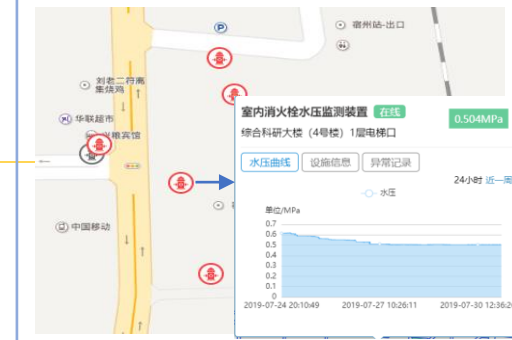 P
宿州站-出口
刘老二符离
集烧鸡
华联超市
粮宾馆
中国移动
室内消火栓水压监测装置 在线
0.504MPa
综合科研大楼（4号楼）1层电梯口
水压曲线 设施信息 异常记录
24小时 近一周
水压
单位/MPa
0.7
0.6
0.5
0.4
0.3
0.2
0.1
0
2019-07-24 20:10:49 2019-07-27 10:26:11 2019-07-30 12:36:20